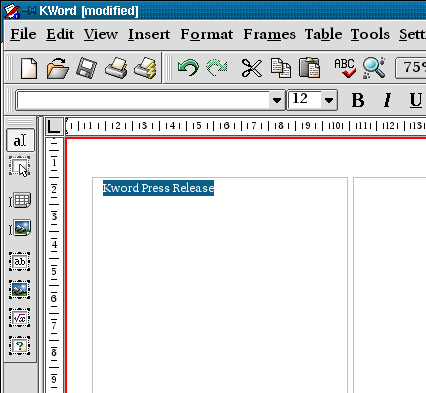 KWord [modified]
File Edit View Insert Format Frames Table Tools Sett
ABC 75%
12 B I U
1 2 3 4 5 6 7 8 9 10 11 12 13
aI
Kword Press Release
1
2
3
4
5
6
7
8
9
ab
√x
?